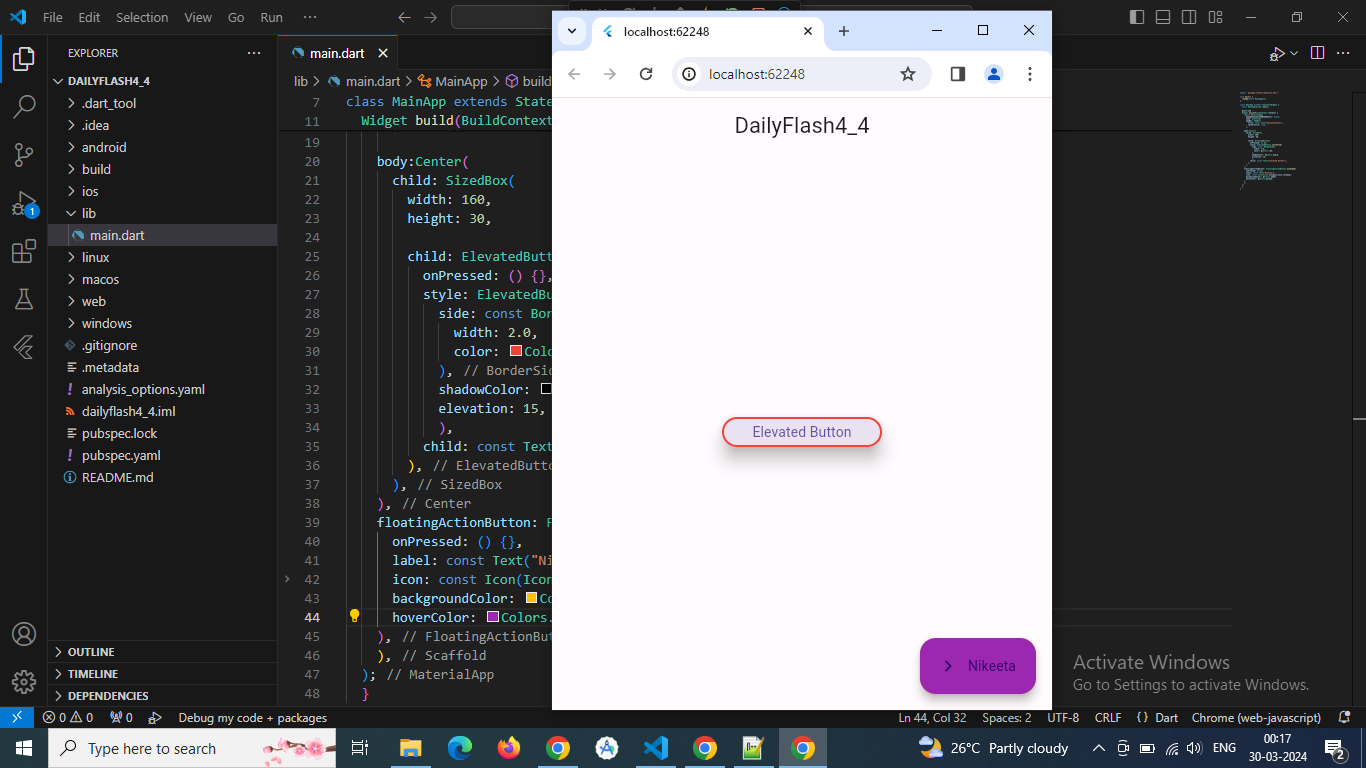 File Edit Selection View Go Run ···
EXPLORER ···
DAILYFLASH4_4
.dart_tool
.idea
android
build
ios
lib
main.dart
linux
macos
web
windows
.gitignore
.metadata
analysis_options.yaml
dailyflash4_4.iml
pubspec.lock
pubspec.yaml
README.md
OUTLINE
TIMELINE
DEPENDENCIES
1
main.dart
lib > main.dart > MainApp > build
7 class MainApp extends State
11 Widget build(BuildContext
19
20 body:Center(
21 child: SizedBox(
22 width: 160,
23 height: 30,
24
25 child: ElevatedButt
26 onPressed: () {},
27 style: ElevatedBu
28 side: const Bor
29 width: 2.0,
30 color: Colo
31 ), // BorderSid
32 shadowColor:
33 elevation: 15,
34 ),
35 child: const Text
36 ), // ElevatedButto
37 ), // SizedBox
38 ), // Center
39 floatingActionButton: F
40 onPressed: () {},
41 label: const Text("Ni
42 icon: const Icon(Icon
43 backgroundColor: Co
44 hoverColor: Colors.
45 ), // FloatingActionButt
46 ), // Scaffold
47 ); // MaterialApp
48 }
localhost:62248
localhost:62248
DailyFlash4_4
Elevated Button
Nikeeta
Activate Windows
Go to Settings to activate Windows.
0 0 0 Debug my code + packages
Ln 44, Col 32 Spaces: 2 UTF-8 CRLF {} Dart Chrome (web-javascript)
Type here to search
26°C Partly cloudy ENG 00:17
30-03-2024
2